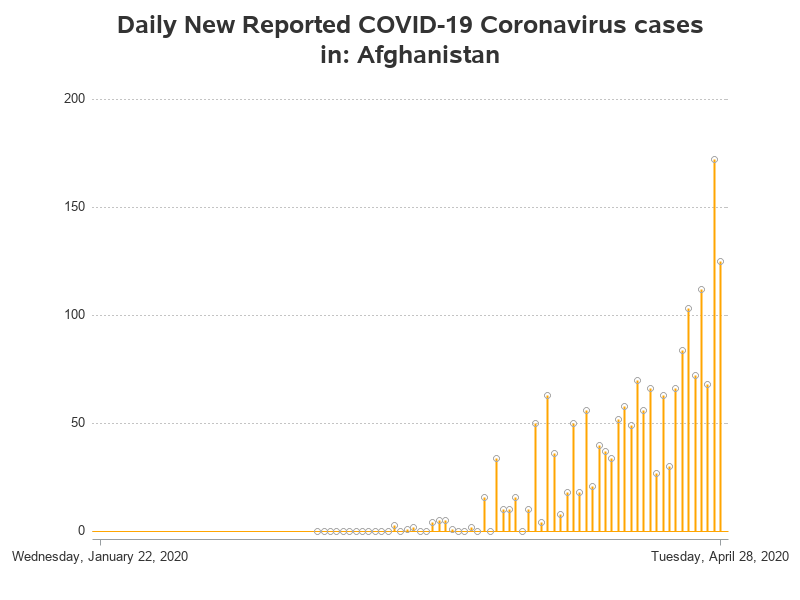 Daily New Reported COVID-19 Coronavirus cases
in: Afghanistan
200
150
100
50
0
Wednesday, January 22, 2020
Tuesday, April 28, 2020